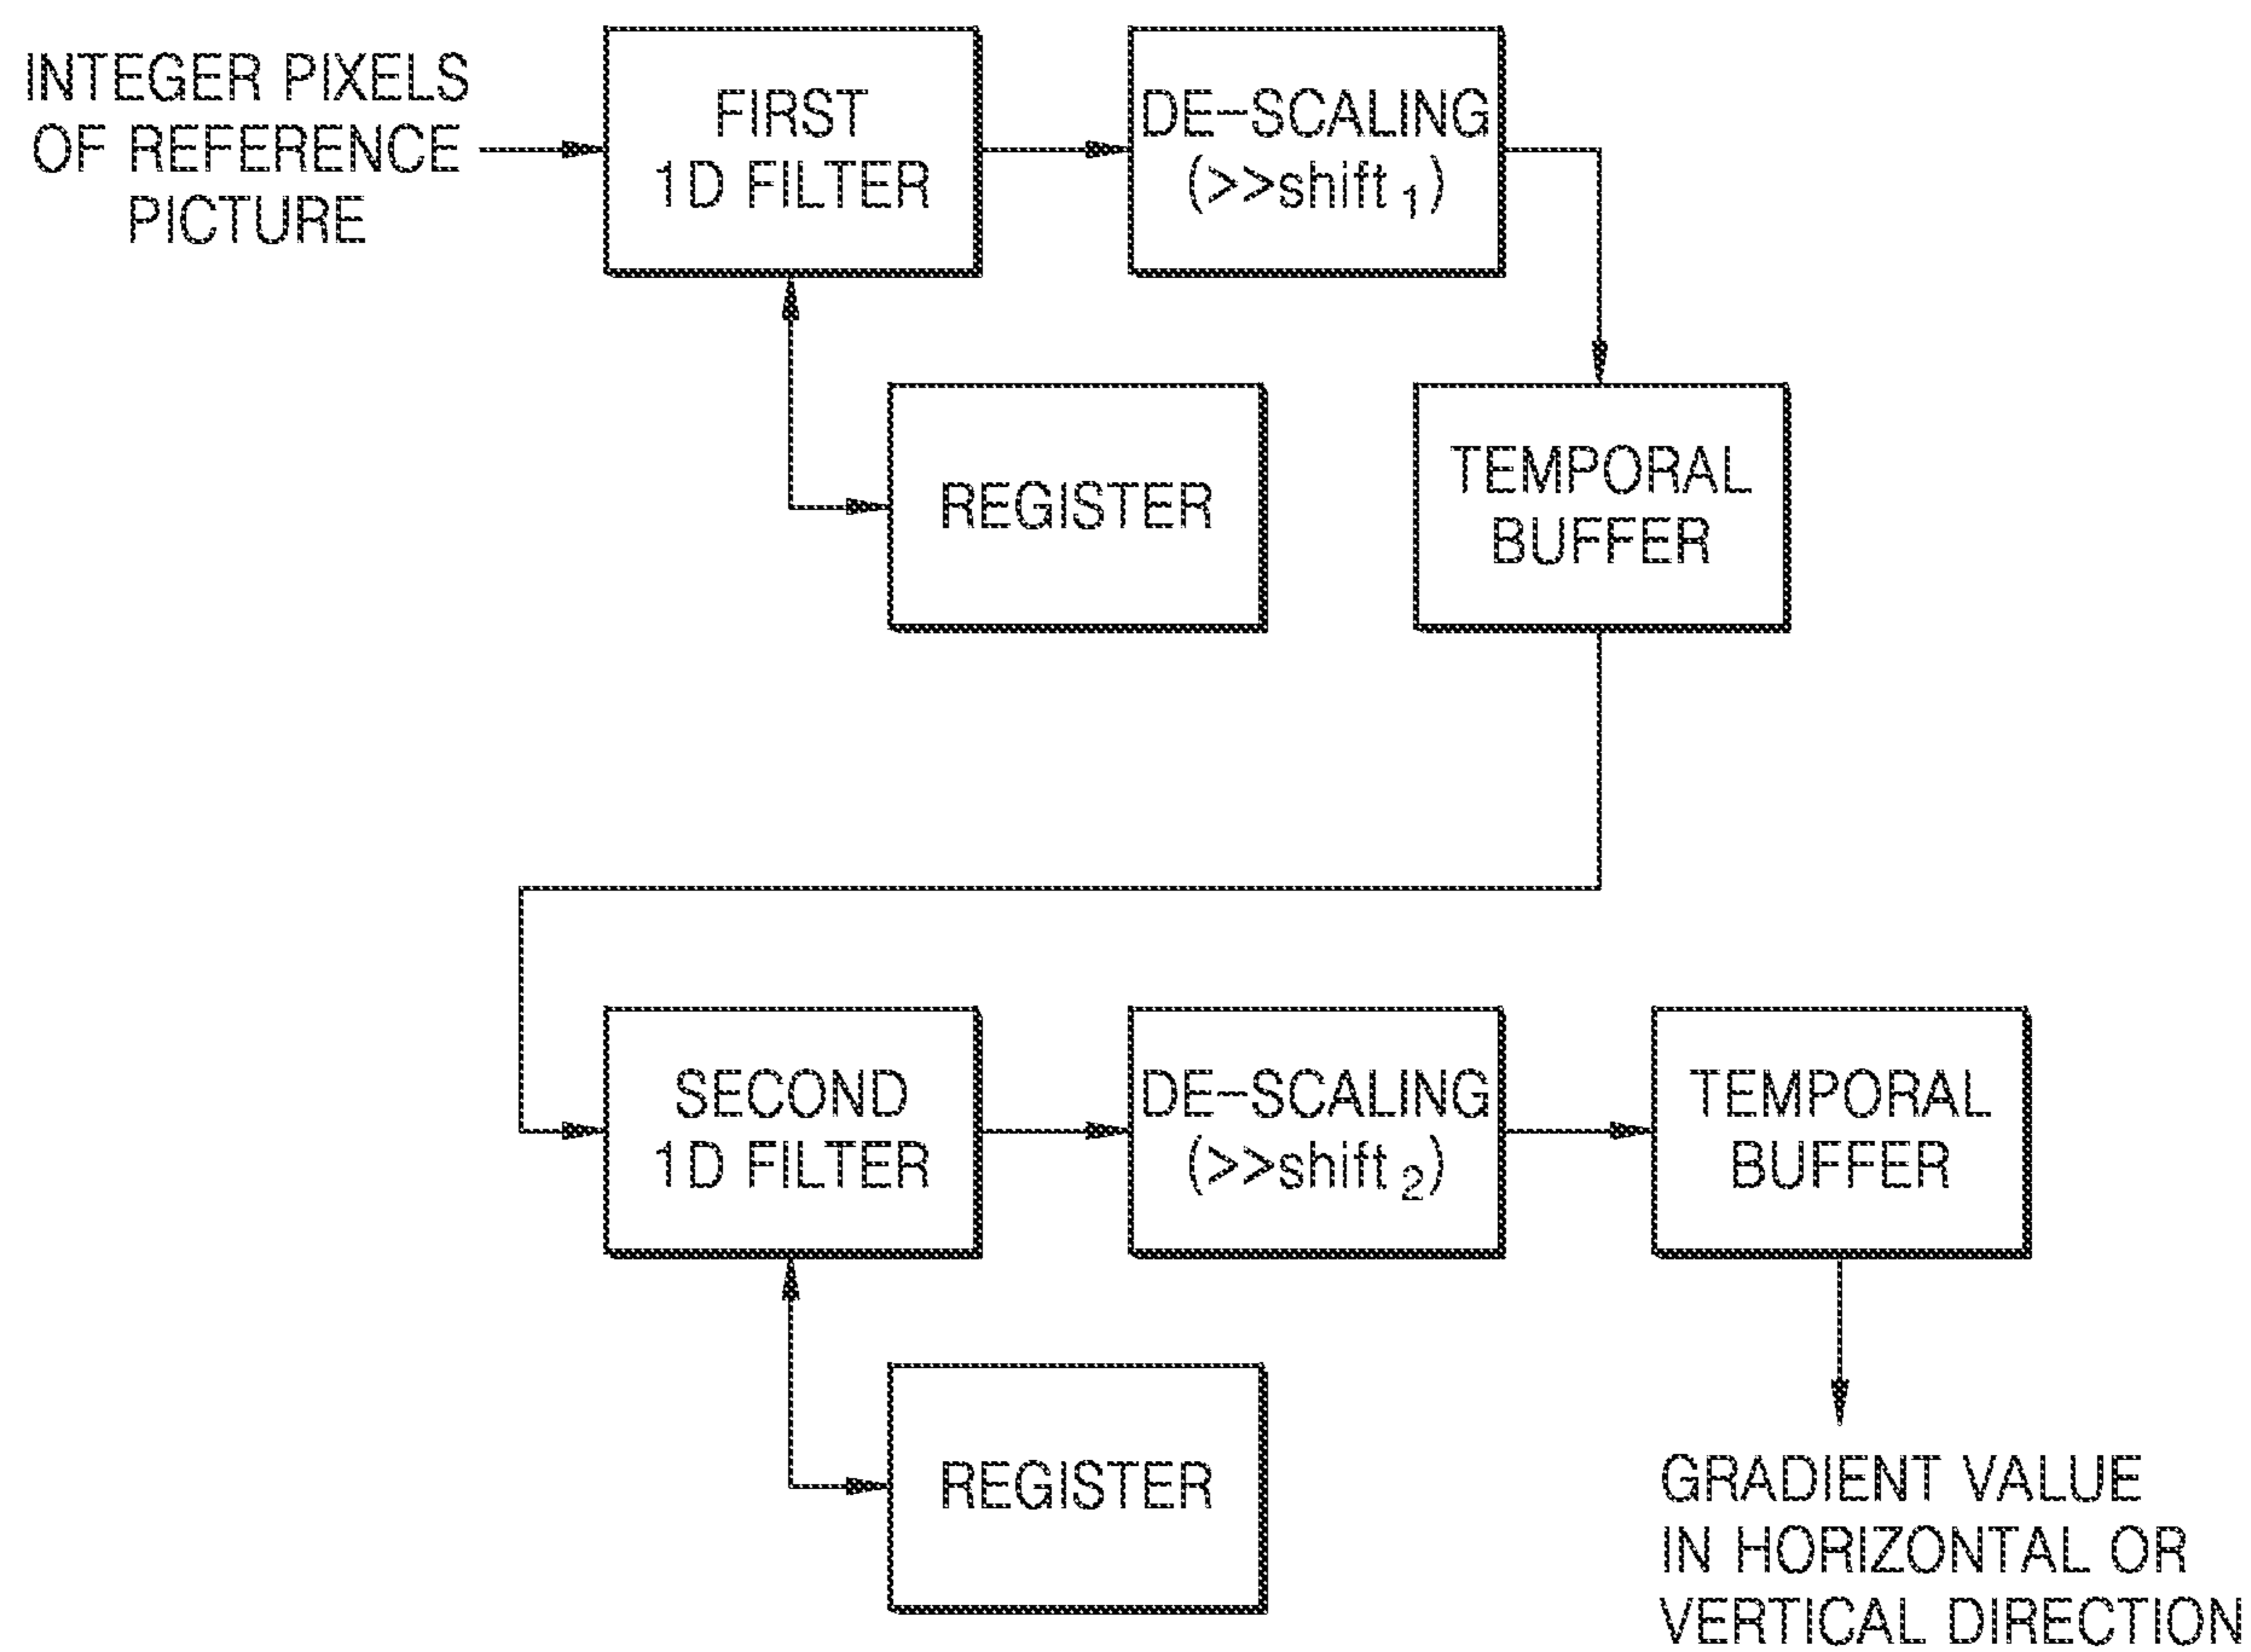 INTEGER PIXELS
OF REFERENCE
PICTURE
FIRST
1D FILTER
DE-SCALING
(>>shift 1)
REGISTER
TEMPORAL
BUFFER
SECOND
1D FILTER
DE-SCALING
(>>shift 2)
TEMPORAL
BUFFER
REGISTER
GRADIENT VALUE
IN HORIZONTAL OR
VERTICAL DIRECTION